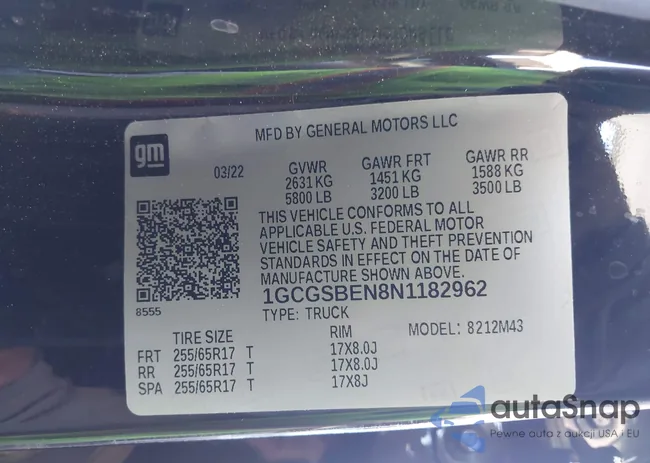 MFD BY GENERAL MOTORS LLC
gm
03/22
GVWR GAWR FRT GAWR RR
2631 KG 1451 KG 1588 KG
5800 LB 3200 LB 3500 LB
THIS VEHICLE CONFORMS TO ALL
APPLICABLE U.S. FEDERAL MOTOR
VEHICLE SAFETY AND THEFT PREVENTION
STANDARDS IN EFFECT ON THE DATE OF
MANUFACTURE SHOWN ABOVE.
8555
1GCGSBEN8N1182962
TYPE: TRUCK
MODEL: 8212M43
TIRE SIZE RIM
FRT 255/65R17 T 17X8.0J
RR 255/65R17 T 17X8.0J
SPA 255/65R17 T 17X8J
autoSnap
Pewne auta z aukcji USA i EU